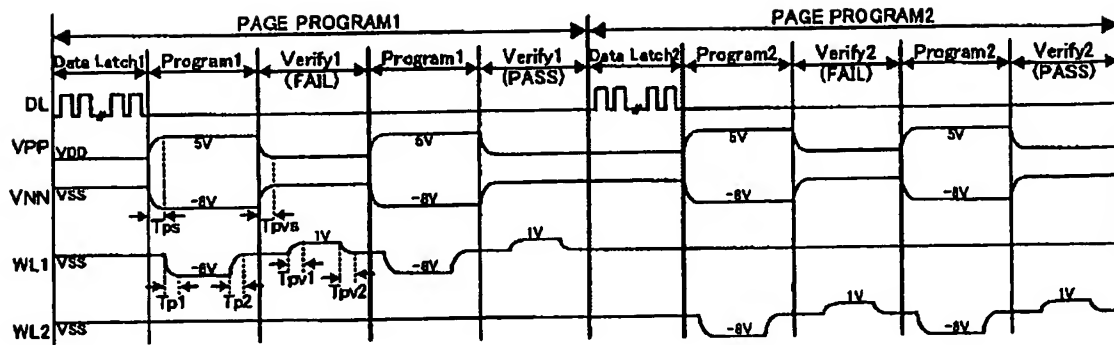 PAGE PROGRAM1 PAGE PROGRAM2
Data Latch1 Program1 Verify1 Program1 Verify1 Data Latch2 Program2 Verify2 Program2 Verify2
(FAIL) (PASS) (FAIL) (PASS)
DL
VPP VDD 5V 5V 5V 5V
VNN VSS -8V -8V -8V -8V
Tps Tpvs
WL1 VSS -8V 1V -8V 1V
Tp1 Tp2 Tpv1 Tpv2
WL2 VSS -8V 1V -8V 1V